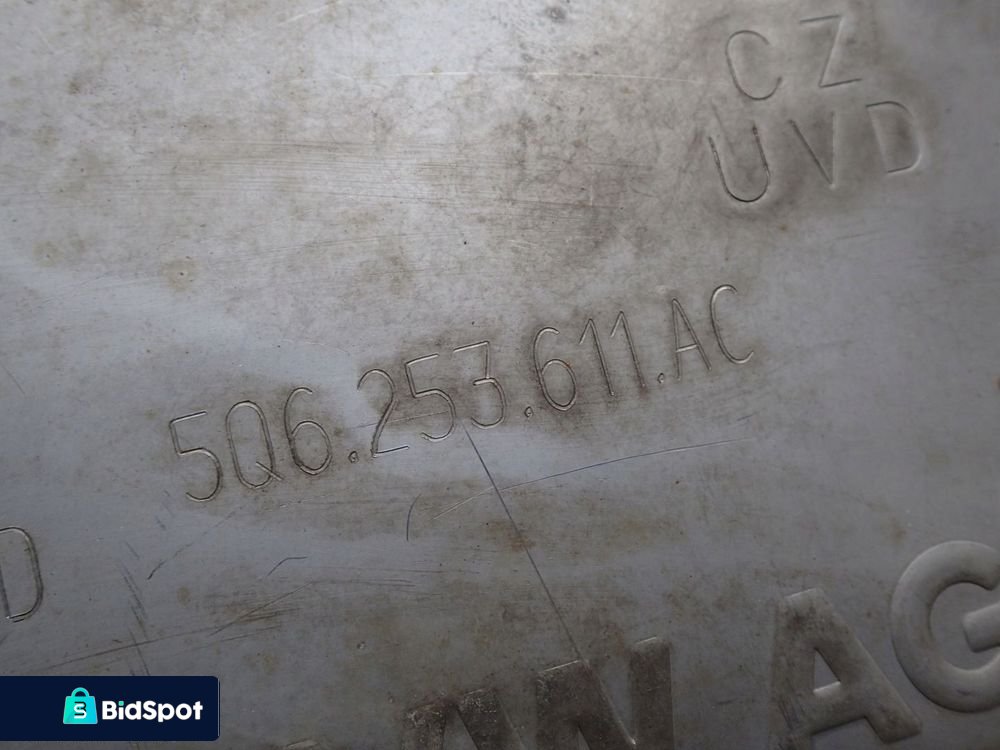 CZ
UVD
5Q6.253.611.AC
D
AG
BidSpot